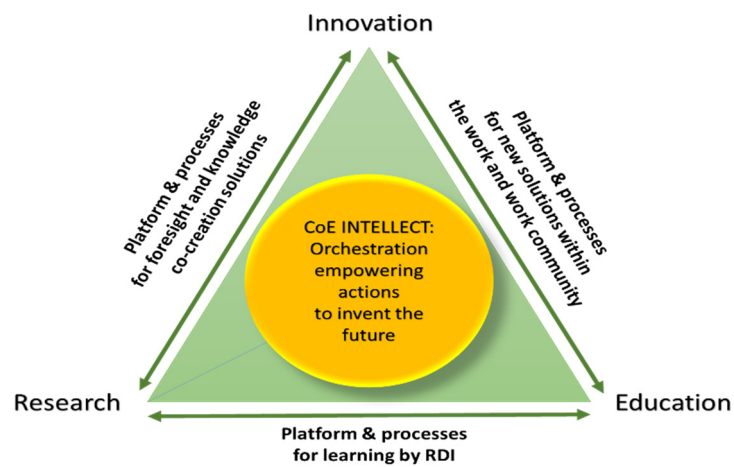 Innovation
Platform & processes
for foresight and knowledge
co-creation solutions
Platform & processes
for new solutions within
the work and work community
CoE INTELLECT:
Orchestration
empowering
actions
to invent the
future
Research
Education
Platform & processes
for learning by RDI